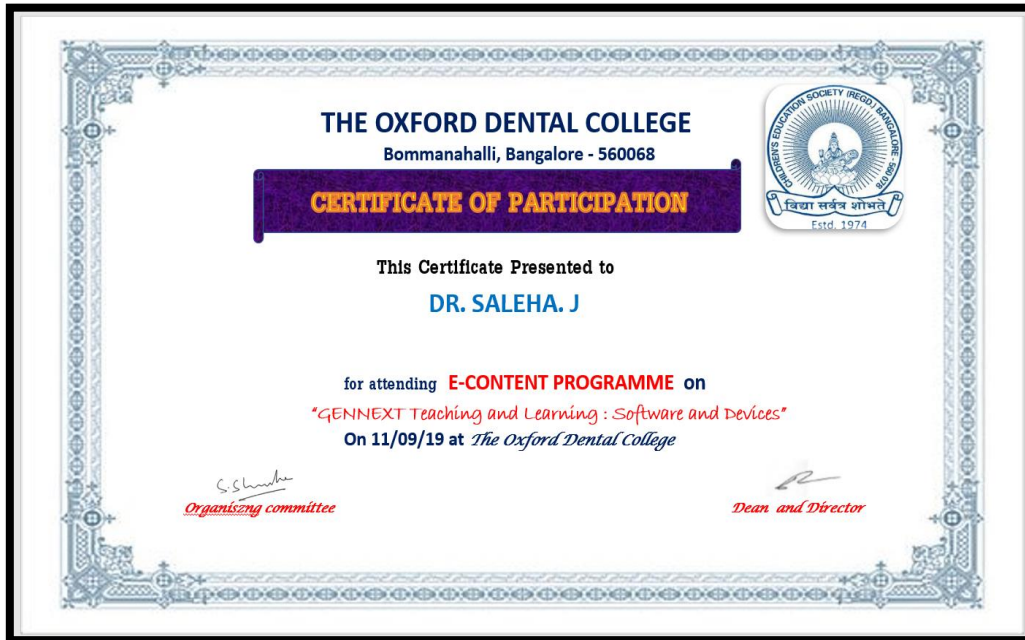 THE OXFORD DENTAL COLLEGE
Bommanahalli, Bangalore - 560068
CERTIFICATE OF PARTICIPATION
CHILDREN'S EDUCATION SOCIETY (REGD.) BANGALORE - 560 078
विद्या सर्वत्र शोभते
Estd. 1974
This Certificate Presented to
DR. SALEHA. J
for attending E-CONTENT PROGRAMME on
"GENNEXT Teaching and Learning : Software and Devices"
On 11/09/19 at The Oxford Dental College
Organiszng committee
Dean and Director